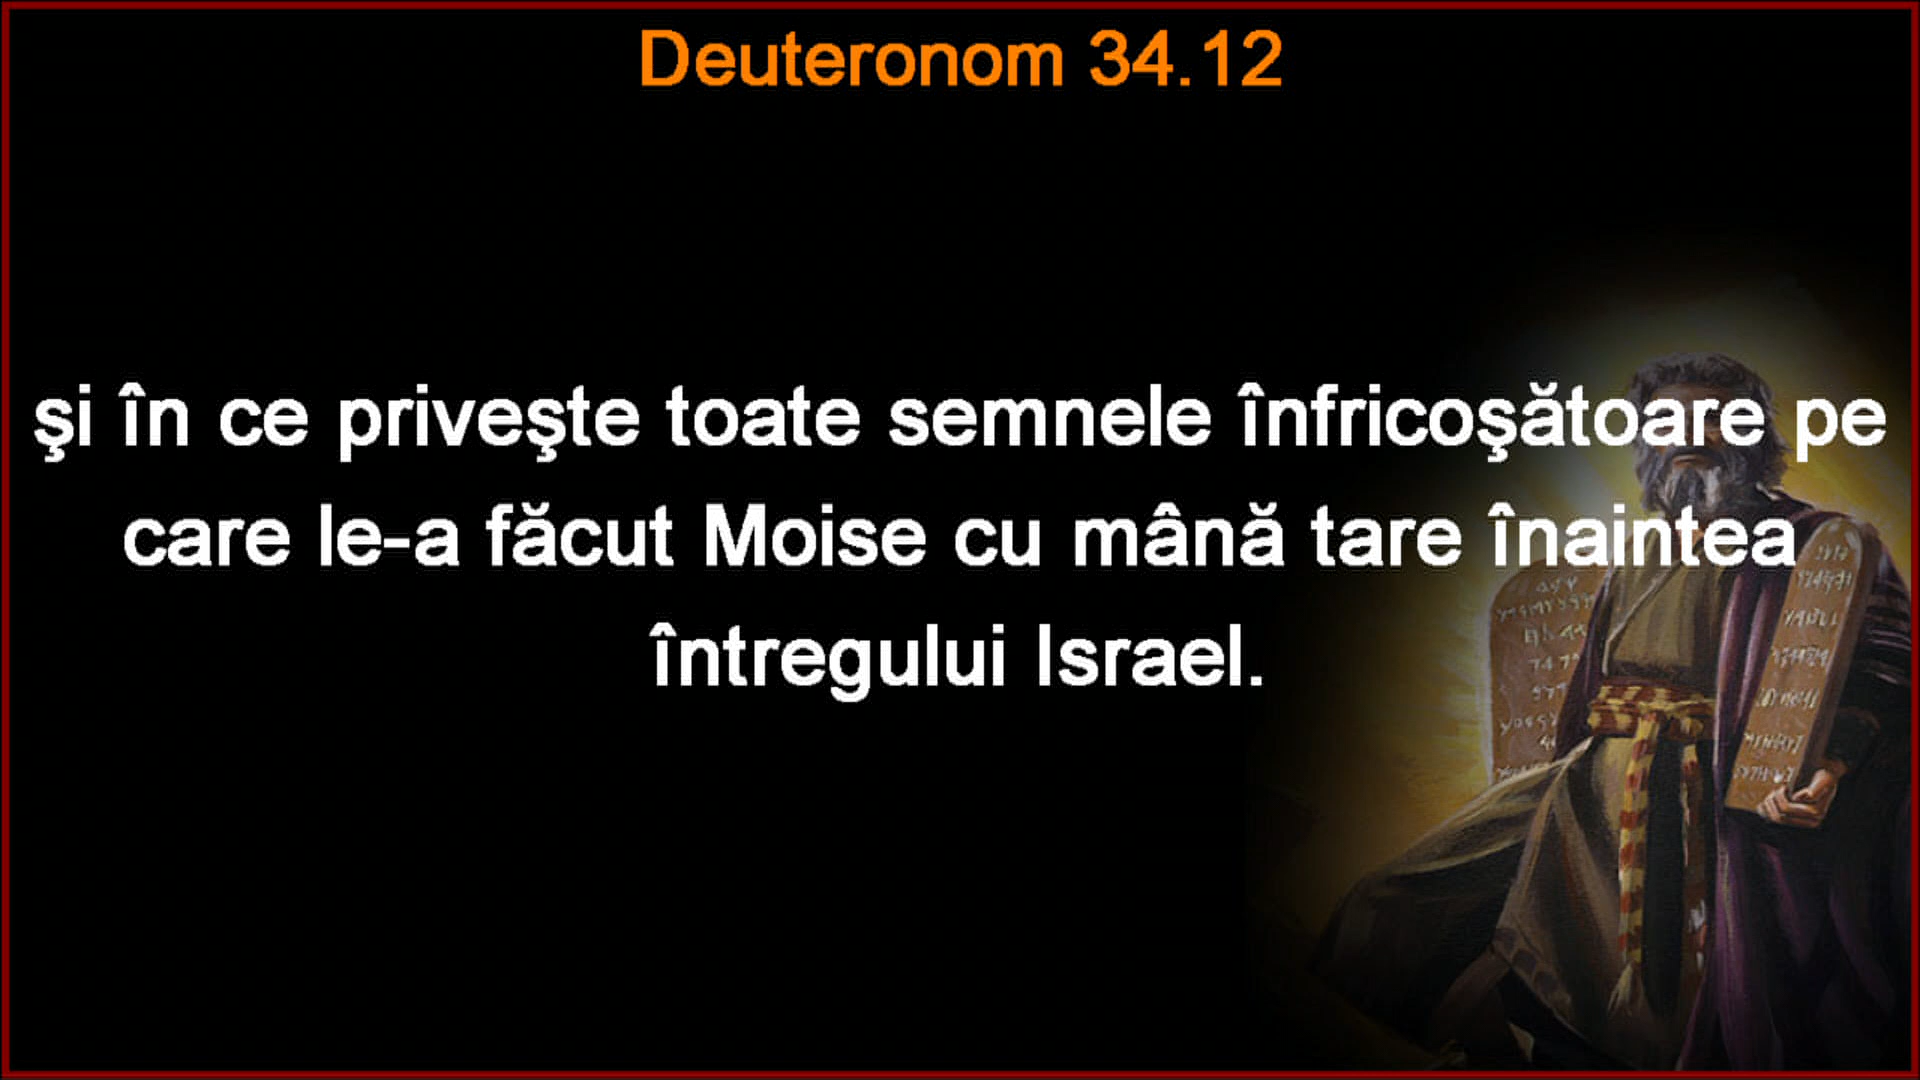 Deuteronom 34.12
şi în ce priveşte toate semnele înfricoşătoare pe
care le-a făcut Moise cu mână tare înaintea
întregului Israel.